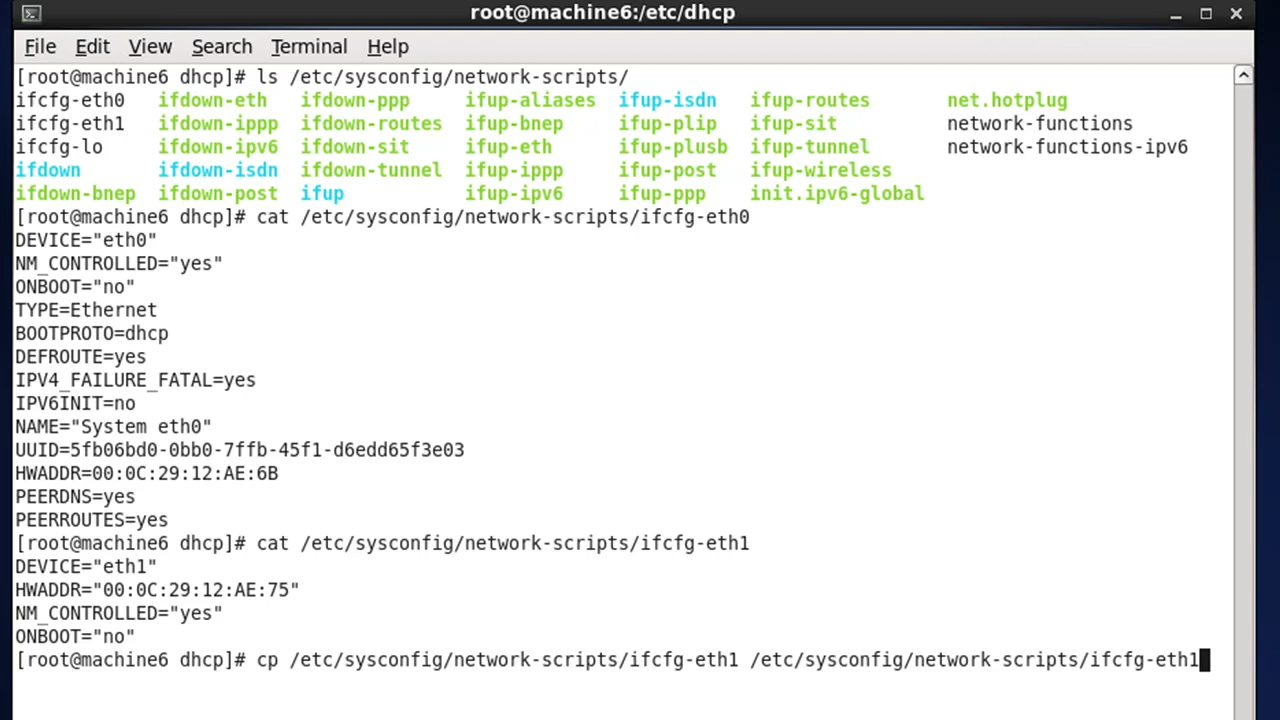 root@machine6:/etc/dhcp
File Edit View Search Terminal Help
[root@machine6 dhcp]# ls /etc/sysconfig/network-scripts/
ifcfg-eth0 ifdown-eth ifdown-ppp ifup-aliases ifup-isdn ifup-routes net.hotplug
ifcfg-eth1 ifdown-ippp ifdown-routes ifup-bnep ifup-plip ifup-sit network-functions
ifcfg-lo ifdown-ipv6 ifdown-sit ifup-eth ifup-plusb ifup-tunnel network-functions-ipv6
ifdown ifdown-isdn ifdown-tunnel ifup-ippp ifup-post ifup-wireless
ifdown-bnep ifdown-post ifup ifup-ipv6 ifup-ppp init.ipv6-global
[root@machine6 dhcp]# cat /etc/sysconfig/network-scripts/ifcfg-eth0
DEVICE="eth0"
NM_CONTROLLED="yes"
ONBOOT="no"
TYPE=Ethernet
BOOTPROTO=dhcp
DEFROUTE=yes
IPV4_FAILURE_FATAL=yes
IPV6INIT=no
NAME="System eth0"
UUID=5fb06bd0-0bb0-7ffb-45f1-d6edd65f3e03
HWADDR=00:0C:29:12:AE:6B
PEERDNS=yes
PEERROUTES=yes
[root@machine6 dhcp]# cat /etc/sysconfig/network-scripts/ifcfg-eth1
DEVICE="eth1"
HWADDR="00:0C:29:12:AE:75"
NM_CONTROLLED="yes"
ONBOOT="no"
[root@machine6 dhcp]# cp /etc/sysconfig/network-scripts/ifcfg-eth1 /etc/sysconfig/network-scripts/ifcfg-eth1